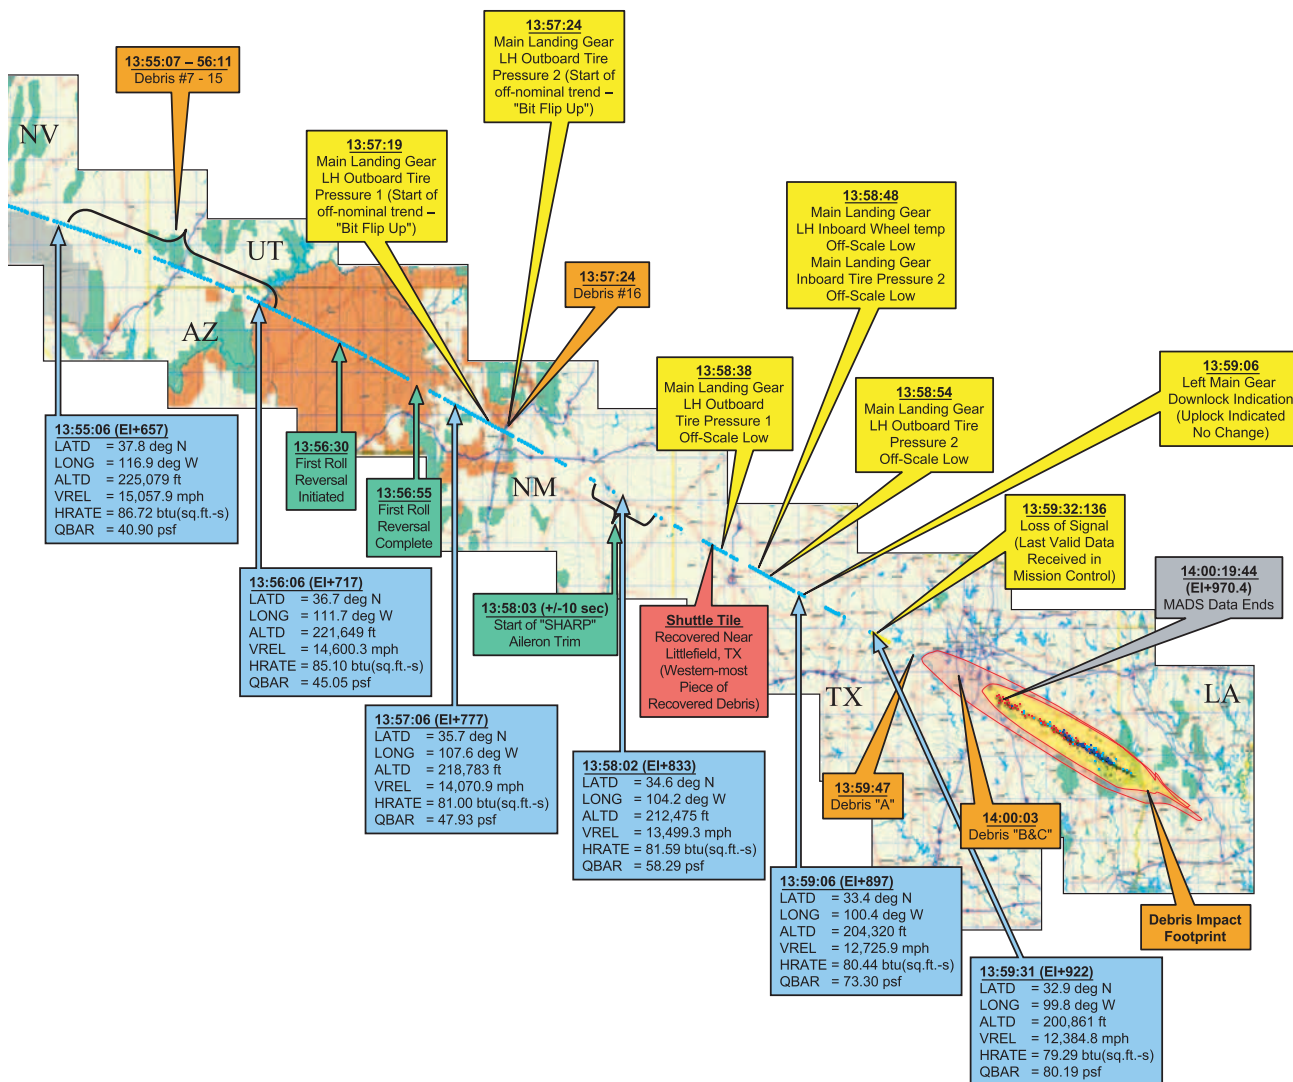 13:57:24
Main Landing Gear
LH Outboard Tire
Pressure 2 (Start of
off-nominal trend –
"Bit Flip Up")
13:55:07 – 56:11
Debris #7 - 15
NV
13:57:19
Main Landing Gear
LH Outboard Tire
Pressure 1 (Start of
off-nominal trend –
"Bit Flip Up")
13:58:48
Main Landing Gear
LH Inboard Wheel temp
Off-Scale Low
Main Landing Gear
Inboard Tire Pressure 2
Off-Scale Low
UT
13:57:24
Debris #16
AZ
13:58:38
Main Landing Gear
LH Outboard
Tire Pressure 1
Off-Scale Low
13:58:54
Main Landing Gear
LH Outboard Tire
Pressure 2
Off-Scale Low
13:59:06
Left Main Gear
Downlock Indication
(Uplock Indicated
No Change)
13:55:06 (EI+657)
LATD = 37.8 deg N
LONG = 116.9 deg W
ALTD = 225,079 ft
VREL = 15,057.9 mph
HRATE = 86.72 btu(sq.ft.-s)
QBAR = 40.90 psf
13:56:30
First Roll
Reversal
Initiated
13:56:55
First Roll
Reversal
Complete
NM
13:59:32:136
Loss of Signal
(Last Valid Data
Received in
Mission Control)
14:00:19:44
(EI+970.4)
MADS Data Ends
13:56:06 (EI+717)
LATD = 36.7 deg N
LONG = 111.7 deg W
ALTD = 221,649 ft
VREL = 14,600.3 mph
HRATE = 85.10 btu(sq.ft.-s)
QBAR = 45.05 psf
13:58:03 (+/-10 sec)
Start of "SHARP"
Aileron Trim
Shuttle Tile
Recovered Near
Littlefield, TX
(Western-most
Piece of
Recovered Debris)
TX
LA
13:57:06 (EI+777)
LATD = 35.7 deg N
LONG = 107.6 deg W
ALTD = 218,783 ft
VREL = 14,070.9 mph
HRATE = 81.00 btu(sq.ft.-s)
QBAR = 47.93 psf
13:58:02 (EI+833)
LATD = 34.6 deg N
LONG = 104.2 deg W
ALTD = 212,475 ft
VREL = 13,499.3 mph
HRATE = 81.59 btu(sq.ft.-s)
QBAR = 58.29 psf
13:59:47
Debris "A"
14:00:03
Debris "B&C"
13:59:06 (EI+897)
LATD = 33.4 deg N
LONG = 100.4 deg W
ALTD = 204,320 ft
VREL = 12,725.9 mph
HRATE = 80.44 btu(sq.ft.-s)
QBAR = 73.30 psf
Debris Impact
Footprint
13:59:31 (EI+922)
LATD = 32.9 deg N
LONG = 99.8 deg W
ALTD = 200,861 ft
VREL = 12,384.8 mph
HRATE = 79.29 btu(sq.ft.-s)
QBAR = 80.19 psf